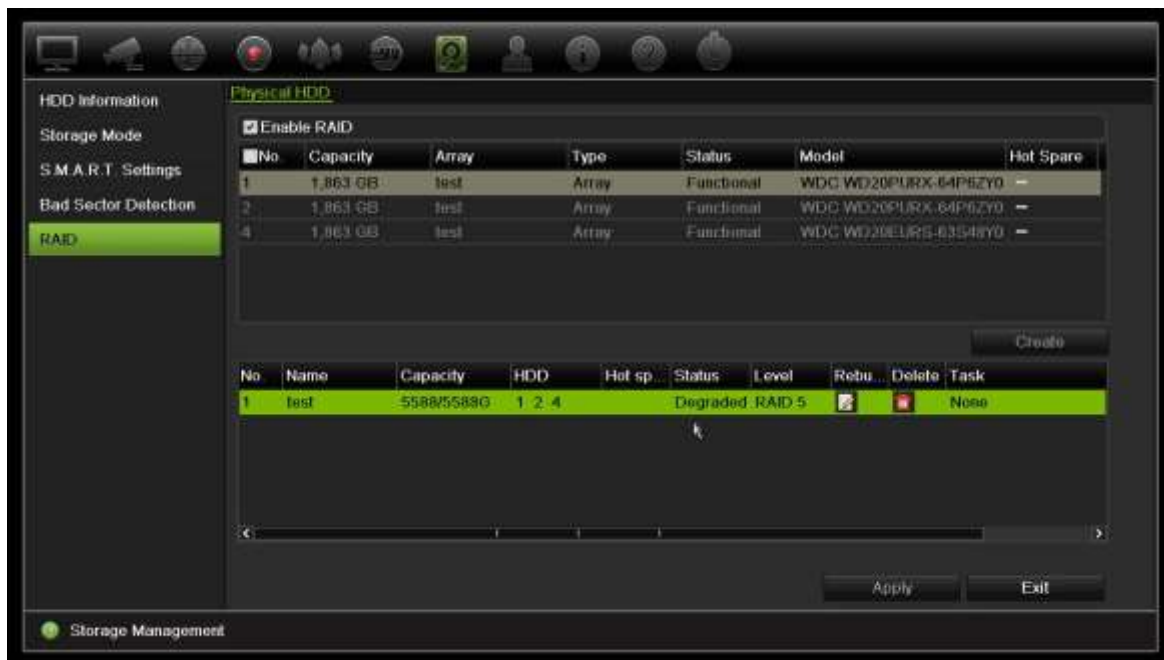 HDD Information
Storage Mode
S.M.A.R.T. Settings
Bad Sector Detection
RAID
Physical HDD
Enable RAID
No. Capacity Array Type Status Model Hot Spare
1 1,863 GB test Array Functional WDC WD20PURX-64P6ZY0 —
2 1,863 GB test Array Functional WDC WD20PURX-64P6ZY0 —
4 1,863 GB test Array Functional WDC WD20EURS-63S48Y0 —
Create
No. Name Capacity HDD Hot sp... Status Level Rebu... Delete Task
1 test 5588/5588G 1 2 4 Degraded RAID 5 None
Apply Exit
Storage Management